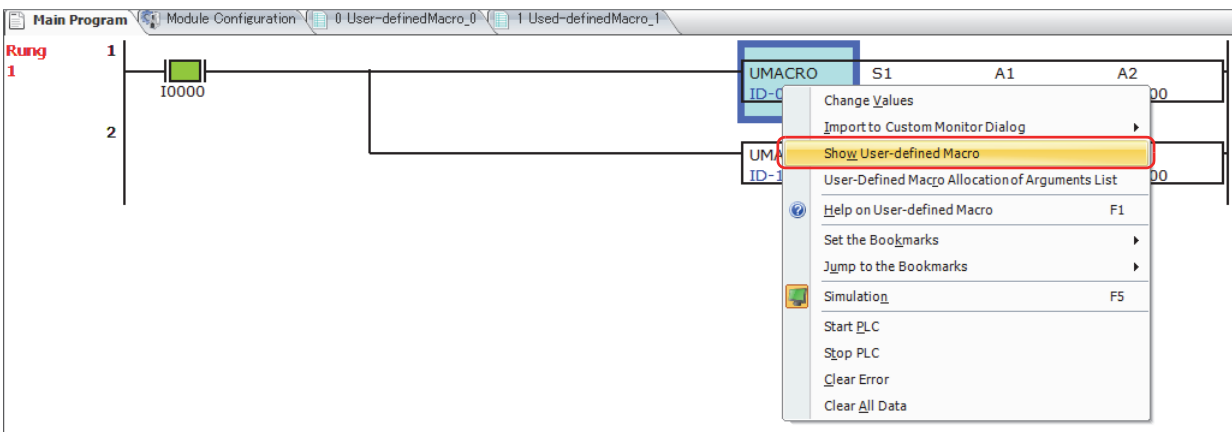 Main Program Module Configuration 0 User-definedMacro_0 1 Used-definedMacro_1
Rung 1
1
I0000
2
UMACRO S1 A1 A2
ID-0 00
UMA
ID-1 00
Change Values
Import to Custom Monitor Dialog
Show User-defined Macro
User-Defined Macro Allocation of Arguments List
Help on User-defined Macro F1
Set the Bookmarks
Jump to the Bookmarks
Simulation F5
Start PLC
Stop PLC
Clear Error
Clear All Data